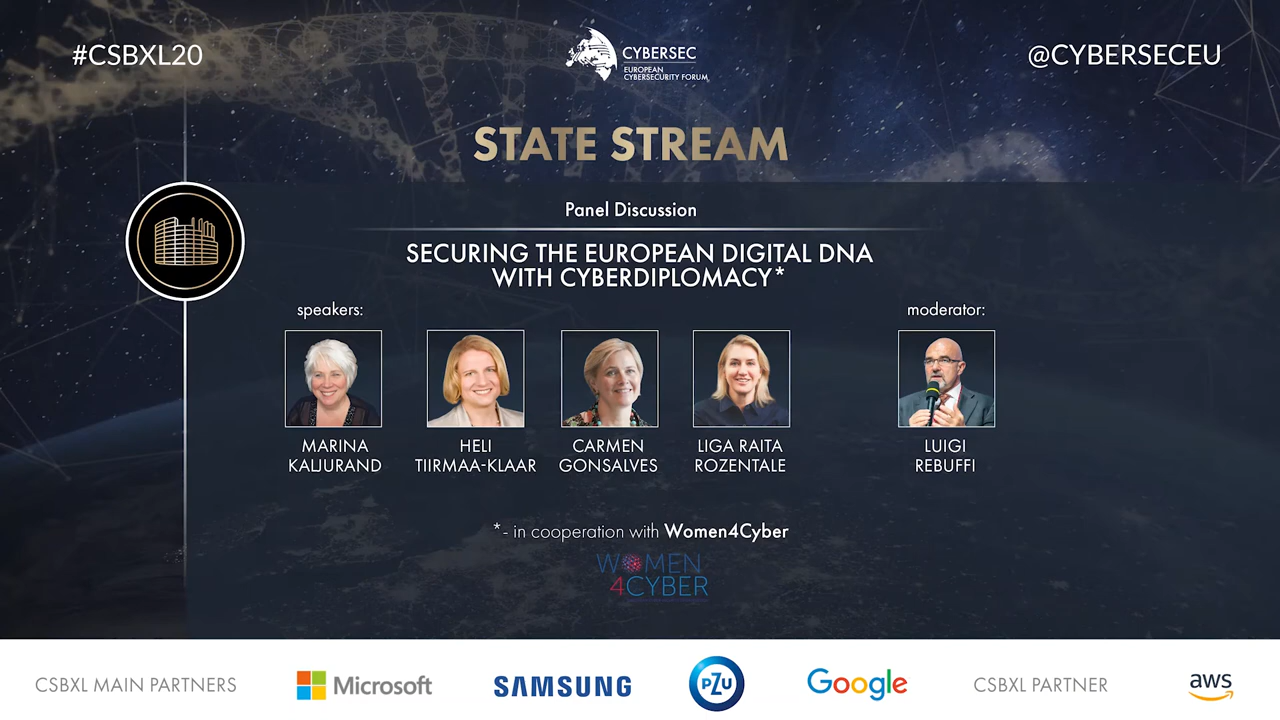 #CSBXL20
CYBERSEC
EUROPEAN
CYBERSECURITY FORUM
@CYBERSECEU
STATE STREAM
Panel Discussion
SECURING THE EUROPEAN DIGITAL DNA
WITH CYBERDIPLOMACY*
speakers:
moderator:
MARINA
KALJURAND
HELI
TIIRMAA-KLAAR
CARMEN
GONSALVES
LIGA RAITA
ROZENTALE
LUIGI
REBUFFI
*- in cooperation with Women4Cyber
WOMEN
4CYBER
CSBXL MAIN PARTNERS
Microsoft
SAMSUNG
PZU
Google
CSBXL PARTNER
aws